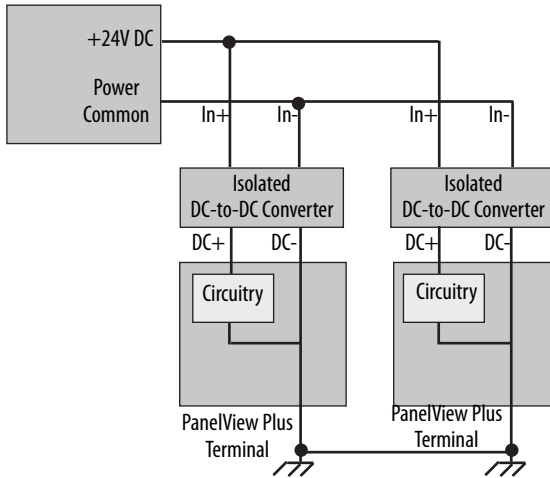 +24V DC
Power
Common
In+
In-
In+
In-
Isolated
DC-to-DC Converter
Isolated
DC-to-DC Converter
DC+
DC-
DC+
DC-
Circuitry
Circuitry
PanelView Plus
Terminal
PanelView Plus
Terminal